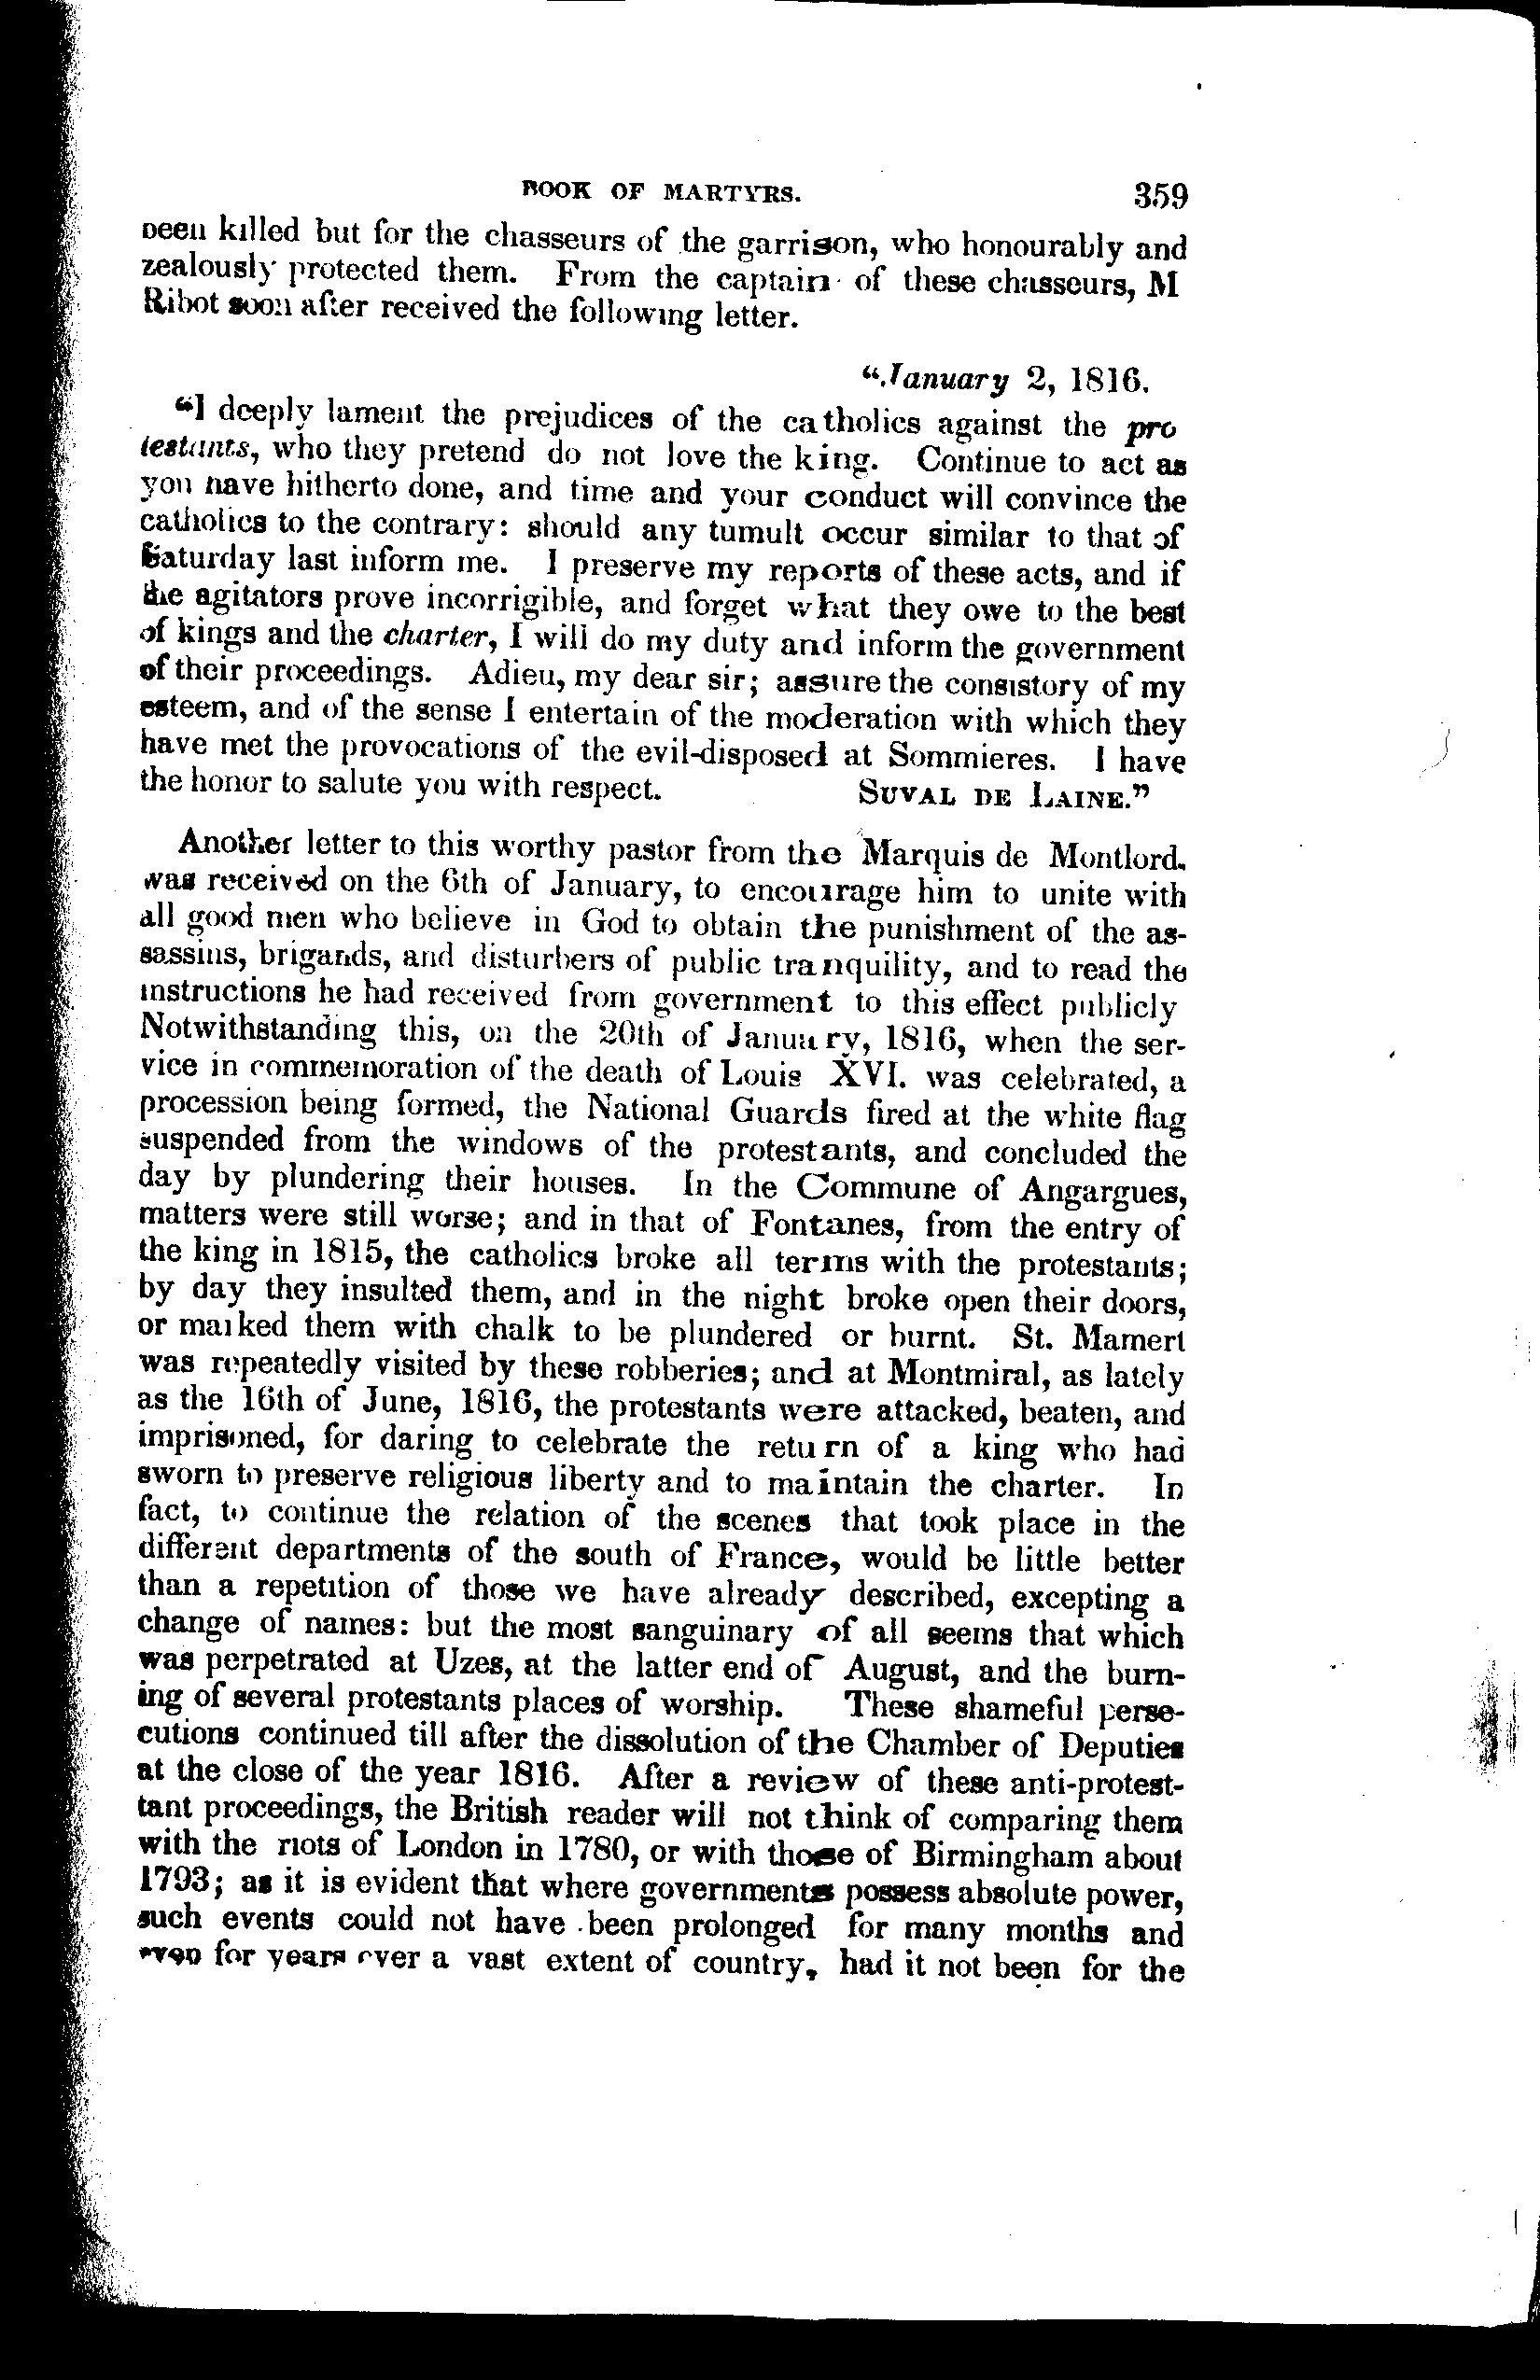 BOOK OF MARTYRS. 359
been killed but for the chasseurs of the garrison, who honourably and
zealously protected them. From the captain of these chasseurs, M
Ribot soon after received the following letter.
“January 2, 1816.
“I deeply lament the prejudices of the catholics against the pro
testants, who they pretend do not love the king. Continue to act as
you have hitherto done, and time and your conduct will convince the
catholics to the contrary: should any tumult occur similar to that of
Saturday last inform me. I preserve my reports of these acts, and if
the agitators prove incorrigible, and forget what they owe to the best
of kings and the charter, I will do my duty and inform the government
of their proceedings. Adieu, my dear sir; assure the consistory of my
esteem, and of the sense I entertain of the moderation with which they
have met the provocations of the evil-disposed at Sommieres. I have
the honor to salute you with respect. SUVAL DE LAINE.”
Another letter to this worthy pastor from the Marquis de Montlord.
was received on the 6th of January, to encourage him to unite with
all good men who believe in God to obtain the punishment of the as-
sassins, brigands, and disturbers of public tranquility, and to read the
instructions he had received from government to this effect publicly
Notwithstanding this, on the 20th of January, 1816, when the ser-
vice in commemoration of the death of Louis XVI. was celebrated, a
procession being formed, the National Guards fired at the white flag
suspended from the windows of the protestants, and concluded the
day by plundering their houses. In the Commune of Angargues,
matters were still worse; and in that of Fontanes, from the entry of
the king in 1815, the catholics broke all terms with the protestants;
by day they insulted them, and in the night broke open their doors,
or marked them with chalk to be plundered or burnt. St. Mamert
was repeatedly visited by these robberies; and at Montmiral, as lately
as the 16th of June, 1816, the protestants were attacked, beaten, and
imprisoned, for daring to celebrate the return of a king who had
sworn to preserve religious liberty and to maintain the charter. In
fact, to continue the relation of the scenes that took place in the
different departments of the south of France, would be little better
than a repetition of those we have already described, excepting a
change of names: but the most sanguinary of all seems that which
was perpetrated at Uzes, at the latter end of August, and the burn-
ing of several protestants places of worship. These shameful perse-
cutions continued till after the dissolution of the Chamber of Deputies
at the close of the year 1816. After a review of these anti-protest-
tant proceedings, the British reader will not think of comparing them
with the riots of London in 1780, or with those of Birmingham about
1793; as it is evident that where governments possess absolute power,
such events could not have been prolonged for many months and
even for years over a vast extent of country, had it not been for the